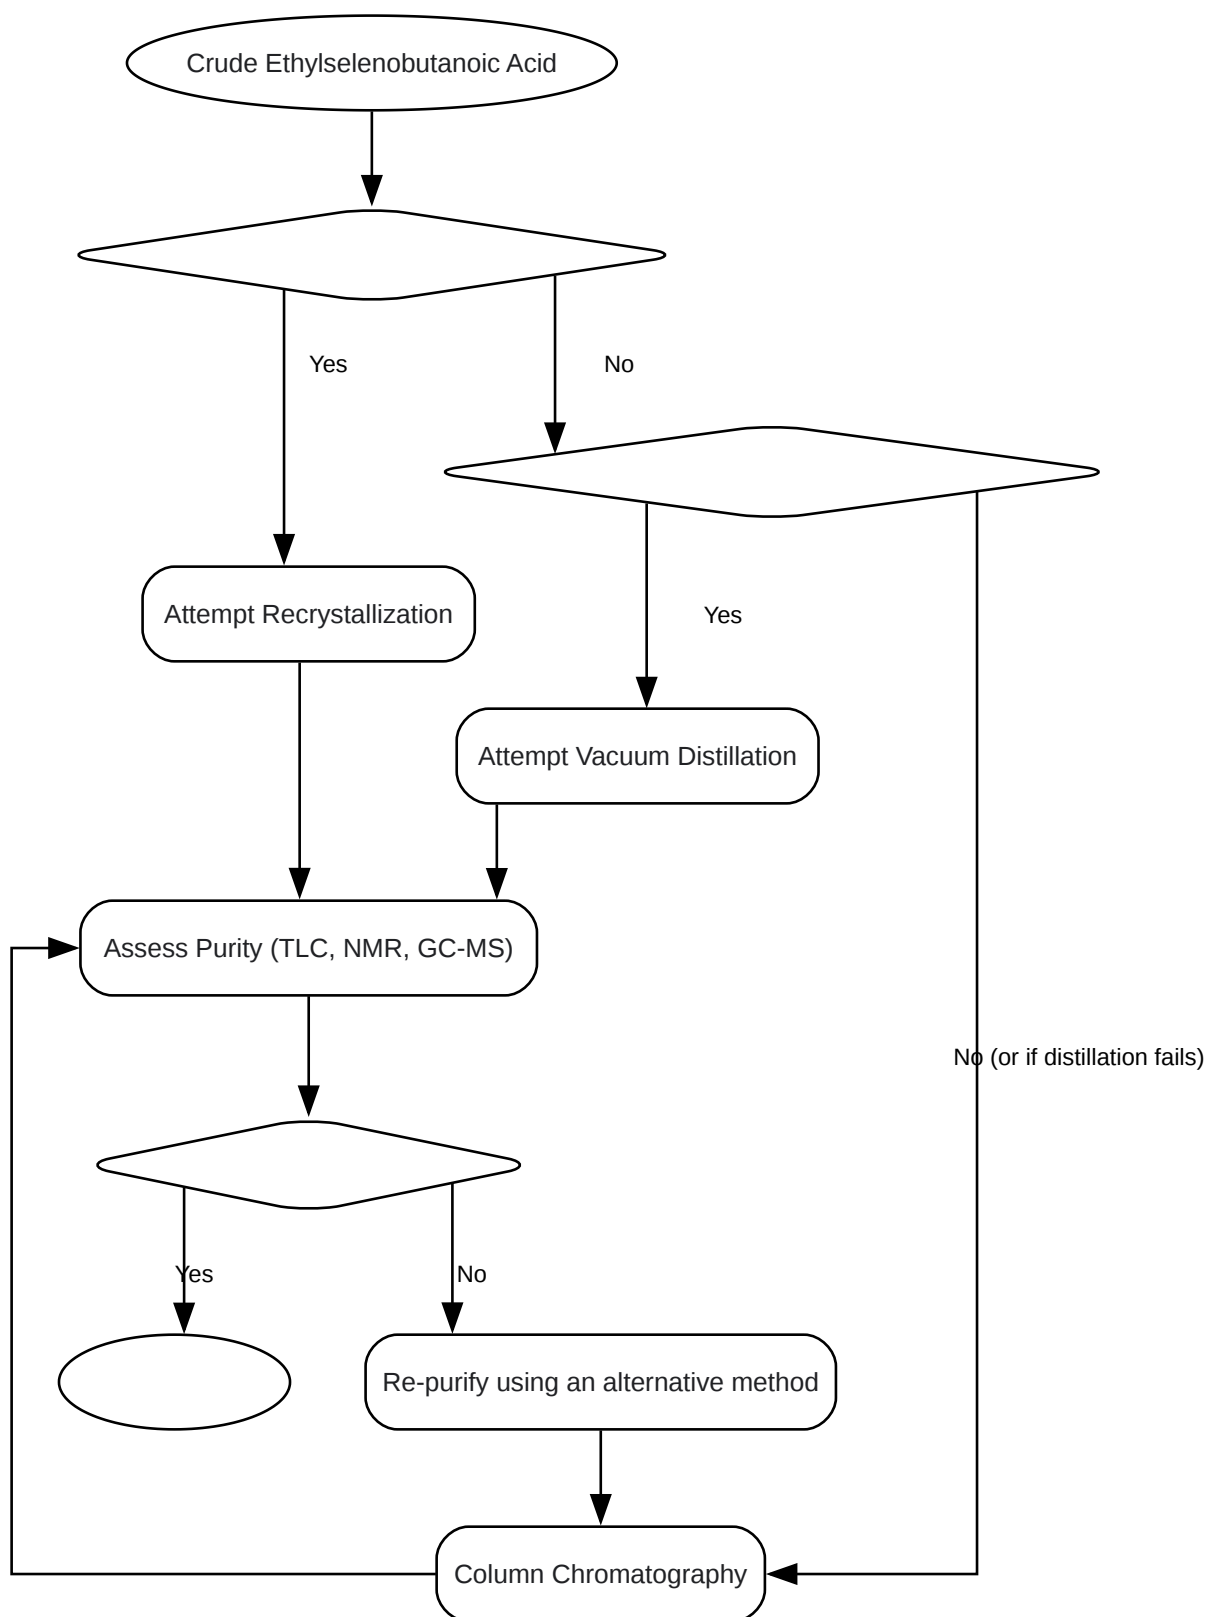 Crude Ethylselenobutanoic Acid
Yes
No
Attempt Recrystallization
Yes
Attempt Vacuum Distillation
Assess Purity (TLC, NMR, GC-MS)
No (or if distillation fails)
Yes
No
Re-purify using an alternative method
Column Chromatography